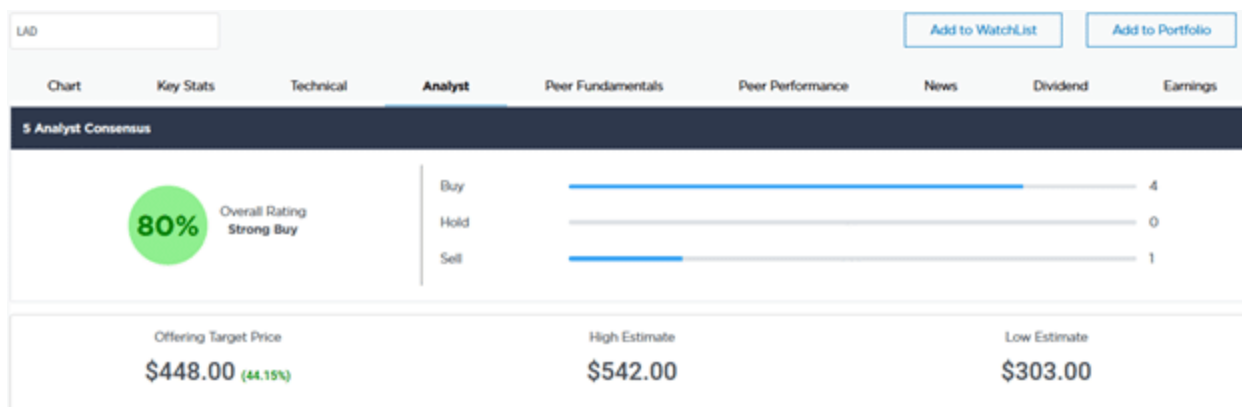 LAD
Add to WatchList
Add to Portfolio
Chart Key Stats Technical Analyst Peer Fundamentals Peer Performance News Dividend Earnings
5 Analyst Consensus
80%
Overall Rating
Strong Buy
Buy 4
Hold 0
Sell 1
Offering Target Price High Estimate Low Estimate
$448.00 (44.15%) $542.00 $303.00